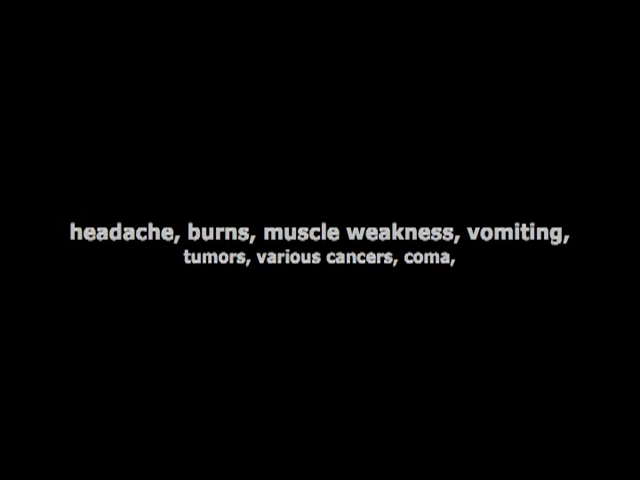 headache, burns, muscle weakness, vomiting,
tumors, various cancers, coma,